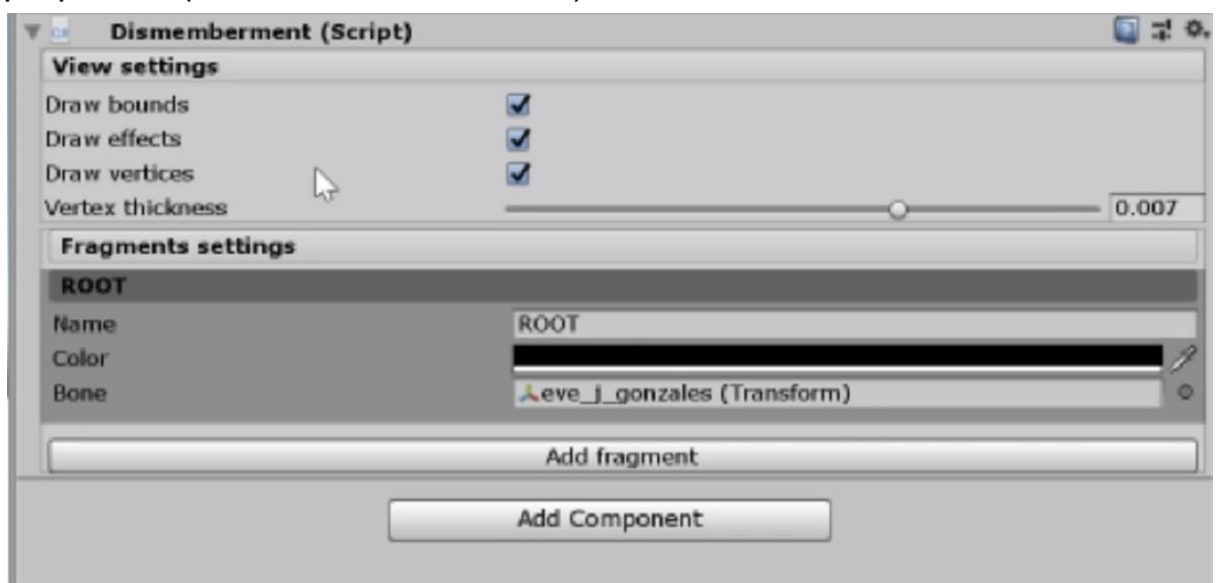 Dismemberment (Script)
View settings
Draw bounds
Draw effects
Draw vertices
Vertex thickness 0.007
Fragments settings
ROOT
Name ROOT
Color
Bone eve_j_gonzales (Transform)
Add fragment
Add Component